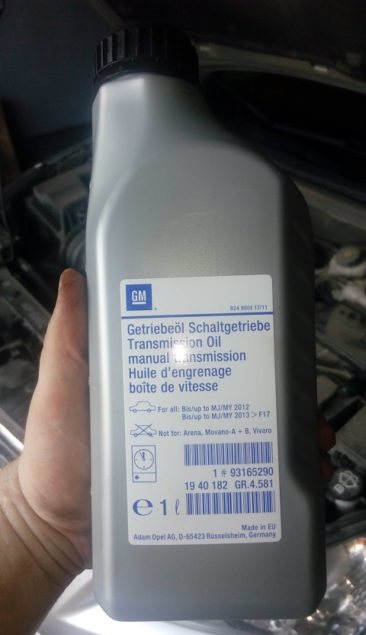 GM
Getriebeöl Schaltgetriebe
Transmission Oil
manual transmission
Huile d'engrenage
boîte de vitesse
For all: Bis/up to MJ/MY 2012
Bis/up to MJ/MY 2013 > F17
Not for: Arena, Movano-A + B, Vivaro
1 # 93165290
19 40 182 GR.4.581
e 1 ℓ
Made in EU
Adam Opel AG, D-65423 Rüsselsheim, Germany